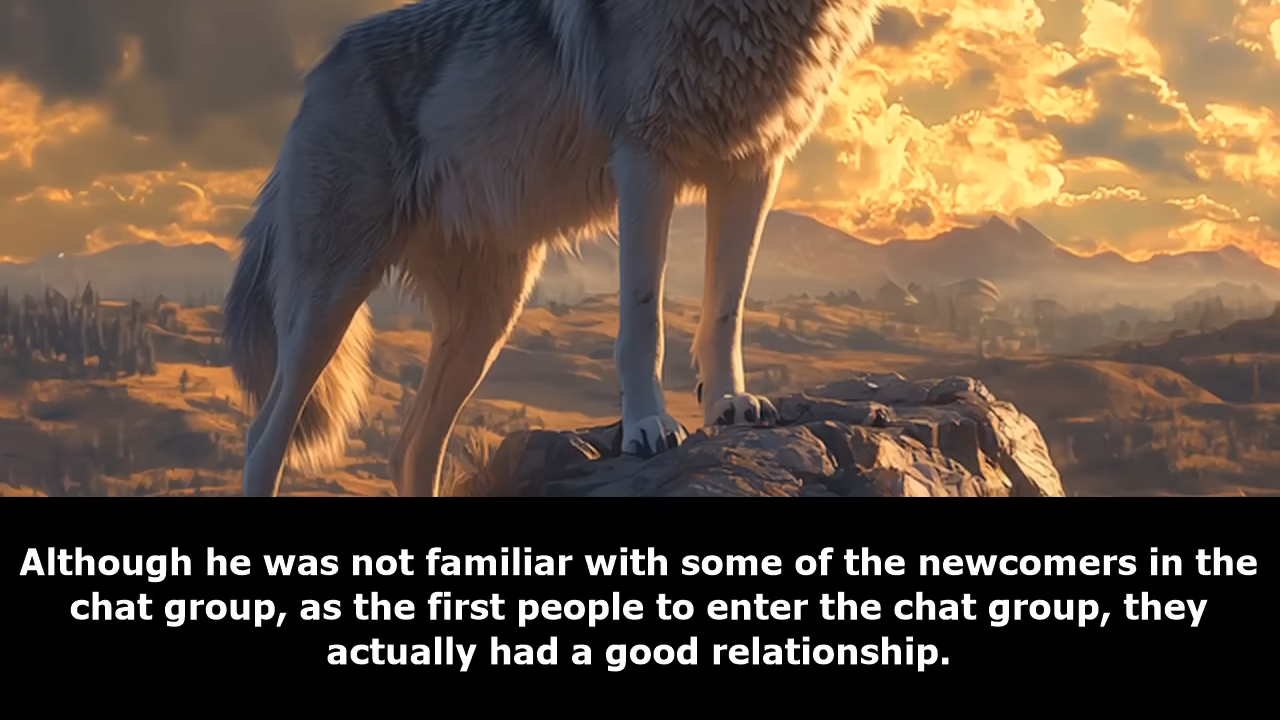 Although he was not familiar with some of the newcomers in the
chat group, as the first people to enter the chat group, they
actually had a good relationship.